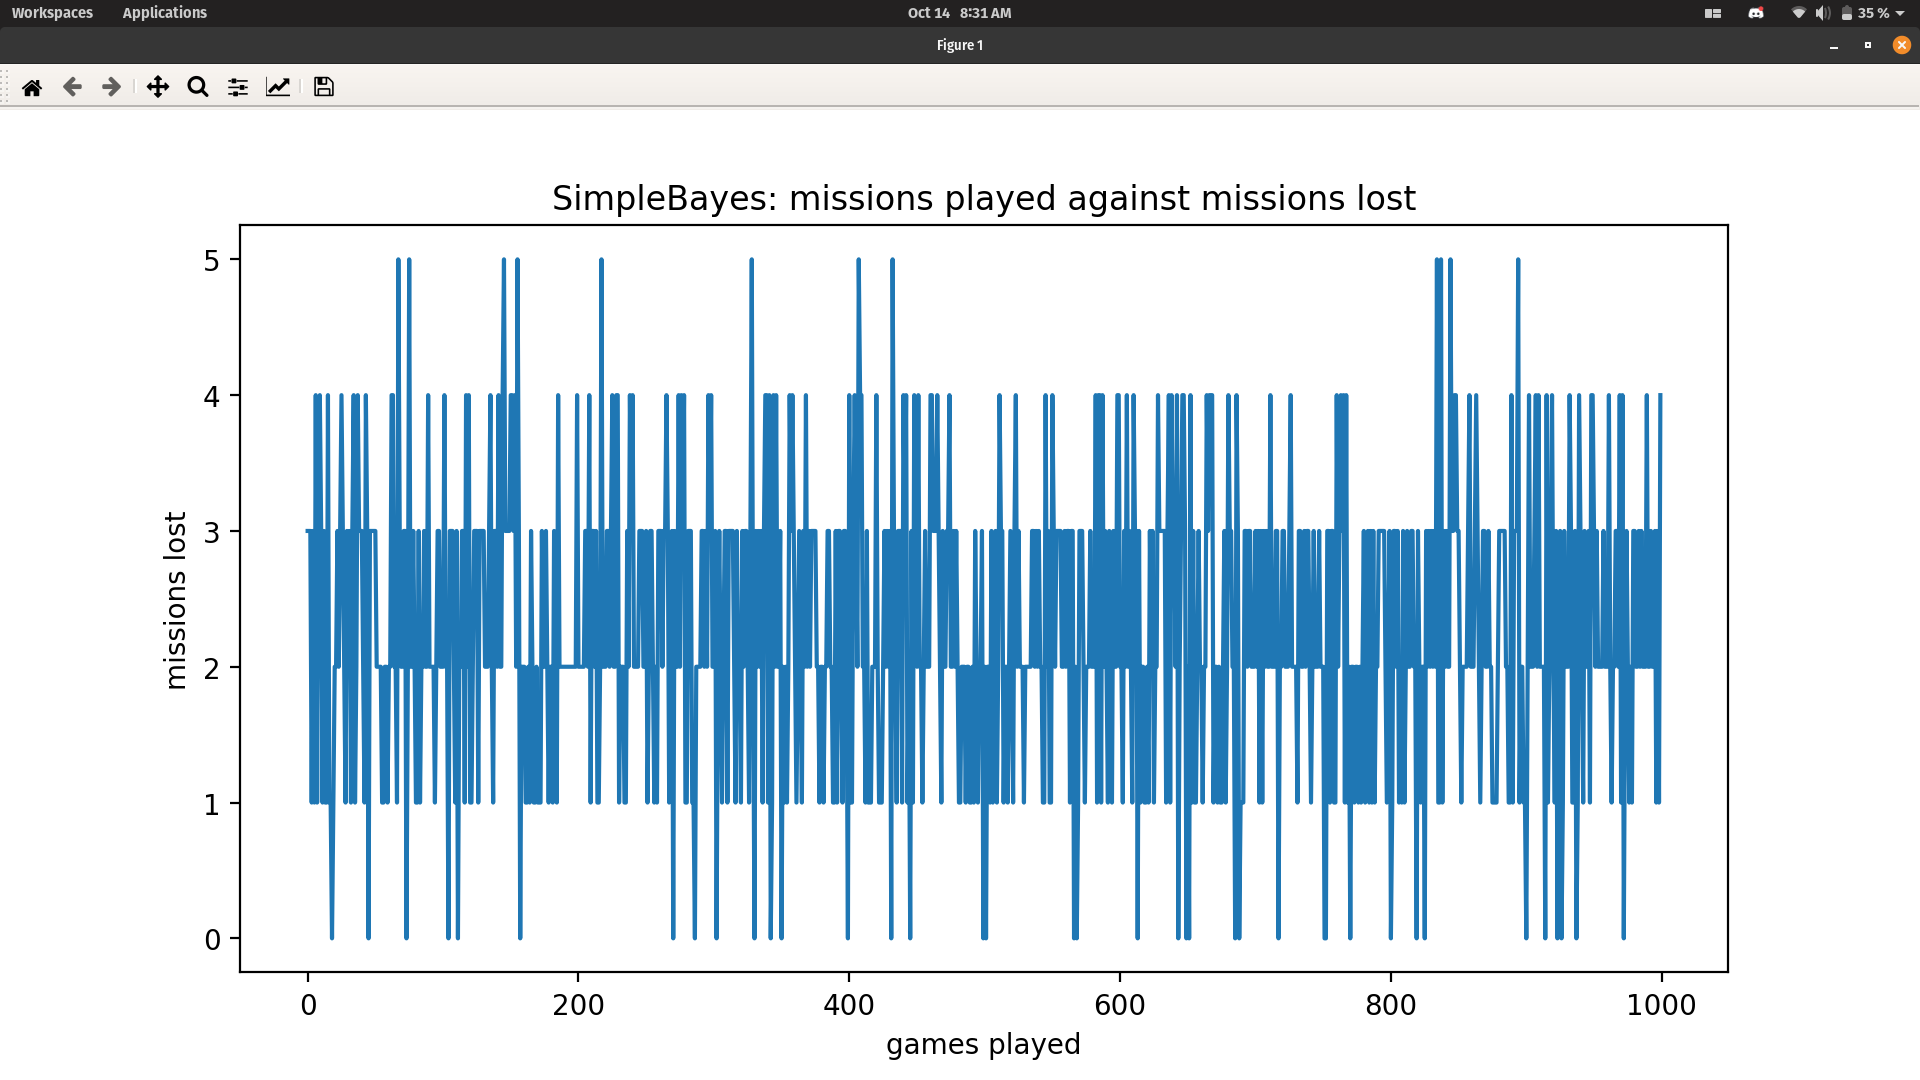 Workspaces Applications Oct 14 8:31 AM 35 %
Figure 1
SimpleBayes: missions played against missions lost
5
4
3
2
1
0
missions lost
0 200 400 600 800 1000
games played